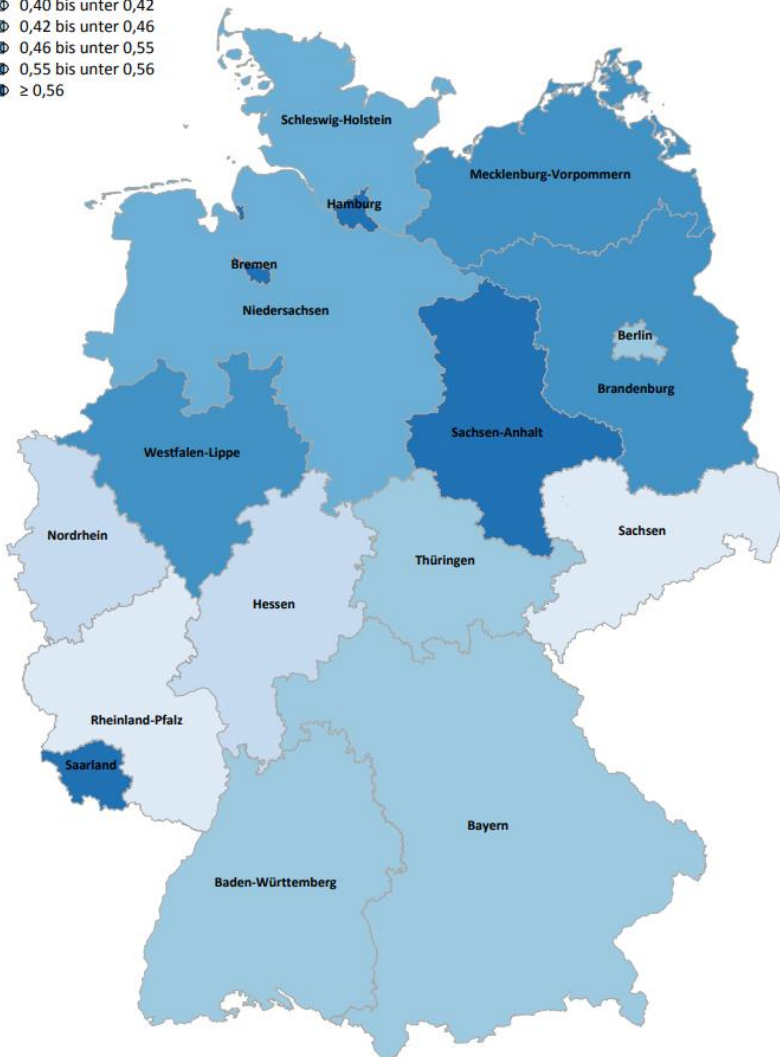 0,40 bis unter 0,42
0,42 bis unter 0,46
0,46 bis unter 0,55
0,55 bis unter 0,56
≥ 0,56
Schleswig-Holstein
Mecklenburg-Vorpommern
Hamburg
Bremen
Niedersachsen
Berlin
Brandenburg
Sachsen-Anhalt
Westfalen-Lippe
Sachsen
Nordrhein
Thüringen
Hessen
Rheinland-Pfalz
Saarland
Bayern
Baden-Württemberg